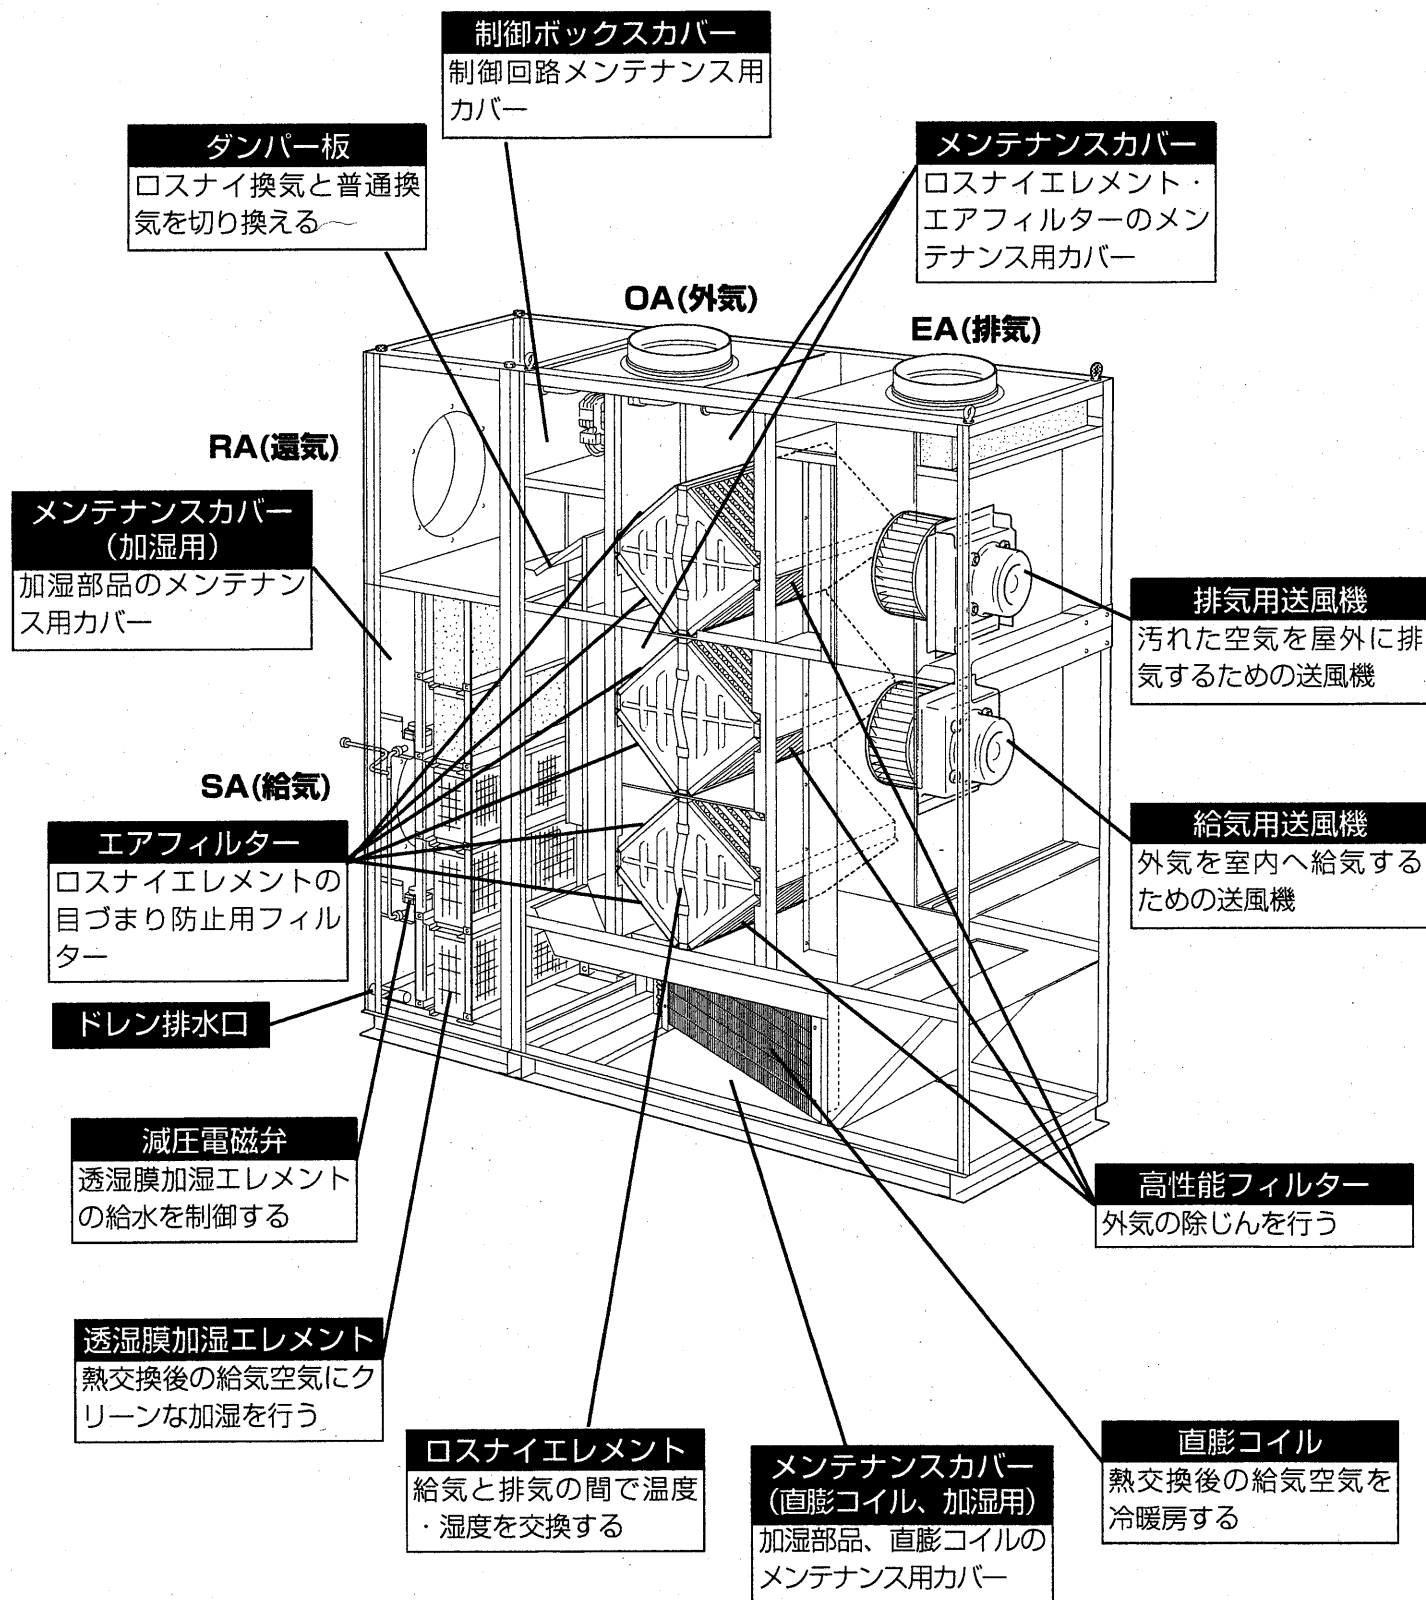 制御ボックスカバー
制御回路メンテナンス用
カバー
ダンパー板
ロスナイ換気と普通換
気を切り換える
メンテナンスカバー
ロスナイエレメント・
エアフィルターのメン
テナンス用カバー
OA(外気)
EA(排気)
RA(還気)
メンテナンスカバー
(加湿用)
加湿部品のメンテナン
ス用カバー
排気用送風機
汚れた空気を屋外に排
気するための送風機
SA(給気)
エアフィルター
ロスナイエレメントの
目づまり防止用フィル
ター
給気用送風機
外気を室内へ給気する
ための送風機
ドレン排水口
減圧電磁弁
透湿膜加湿エレメント
の給水を制御する
高性能フィルター
外気の除じんを行う
透湿膜加湿エレメント
熱交換後の給気空気にク
リーンな加湿を行う
ロスナイエレメント
給気と排気の間で温度
・湿度を交換する
メンテナンスカバー
(直膨コイル、加湿用)
加湿部品、直膨コイルの
メンテナンス用カバー
直膨コイル
熱交換後の給気空気を
冷暖房する